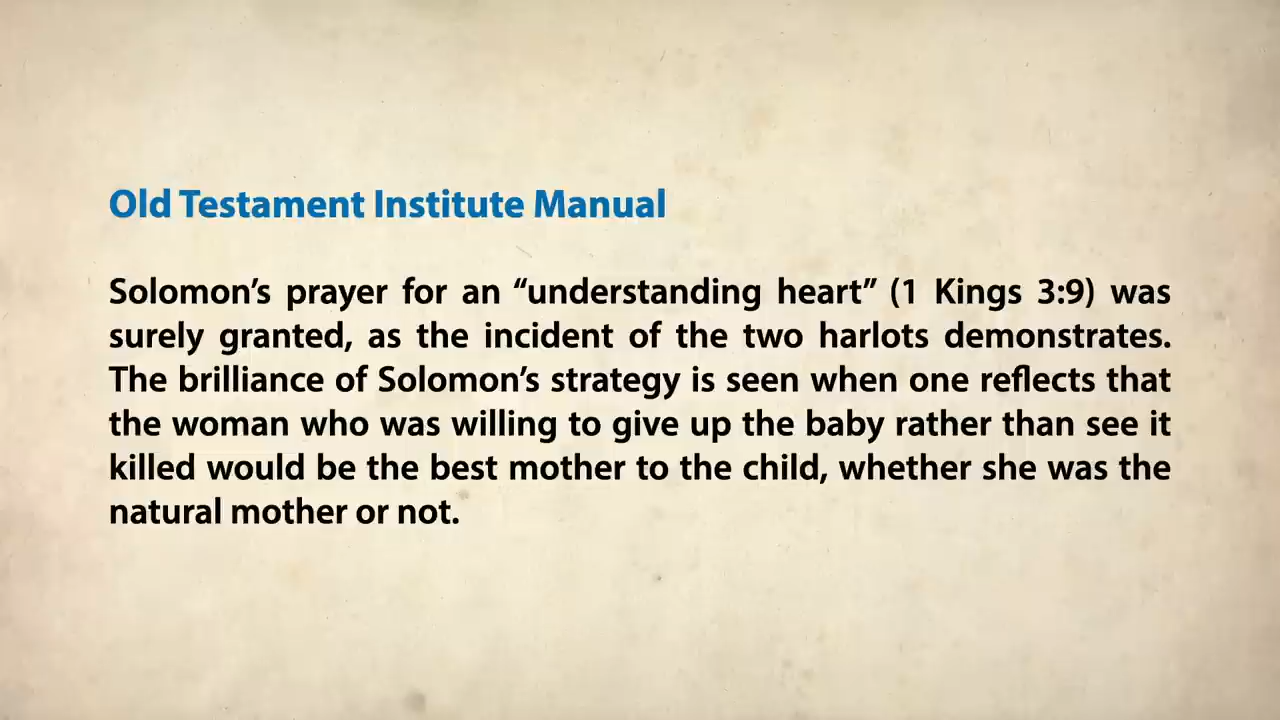 Old Testament Institute Manual
Solomon’s prayer for an “understanding heart” (1 Kings 3:9) was
surely granted, as the incident of the two harlots demonstrates.
The brilliance of Solomon’s strategy is seen when one reflects that
the woman who was willing to give up the baby rather than see it
killed would be the best mother to the child, whether she was the
natural mother or not.